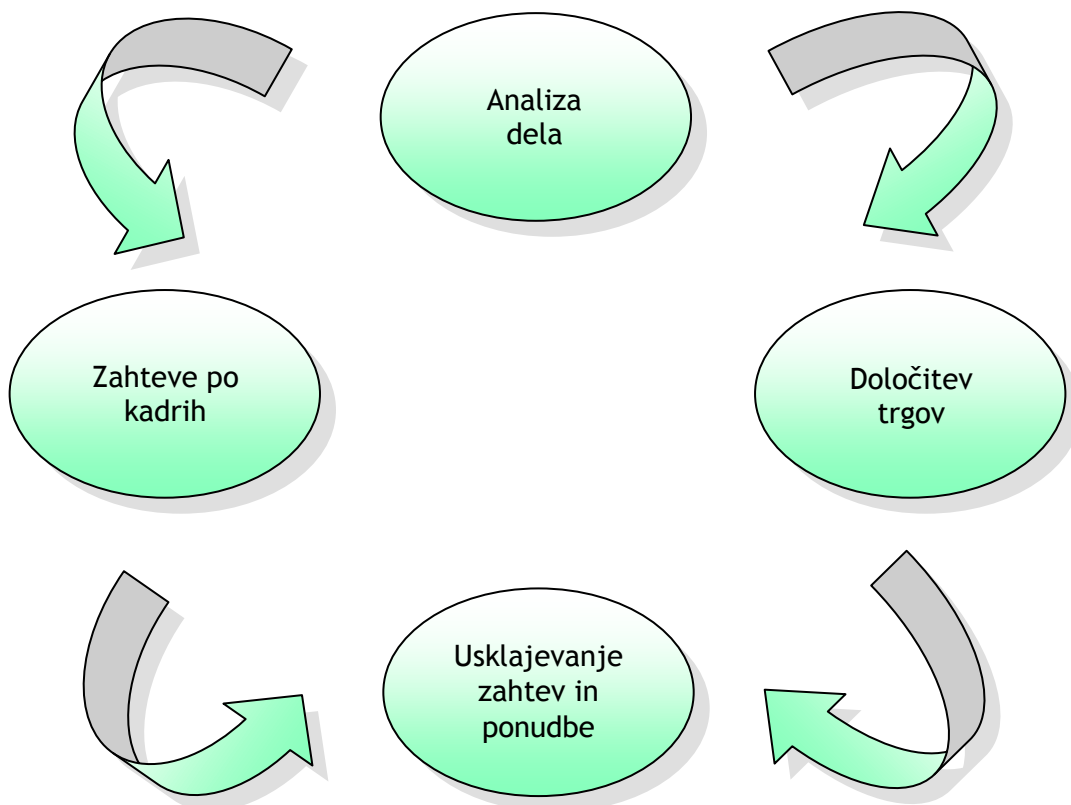 Analiza
dela
Zahteve po
kadrih
Določitev
trgov
Usklajevanje
zahtev in
ponudbe